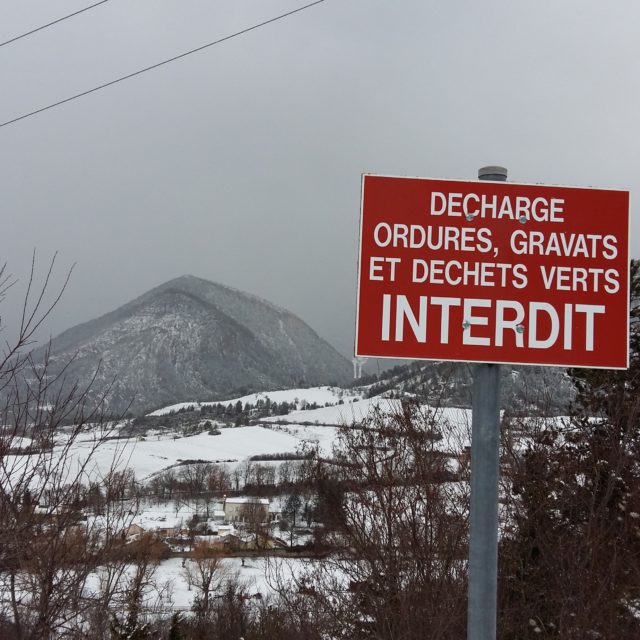 DECHARGE
ORDURES, GRAVATS
ET DECHETS VERTS
INTERDIT